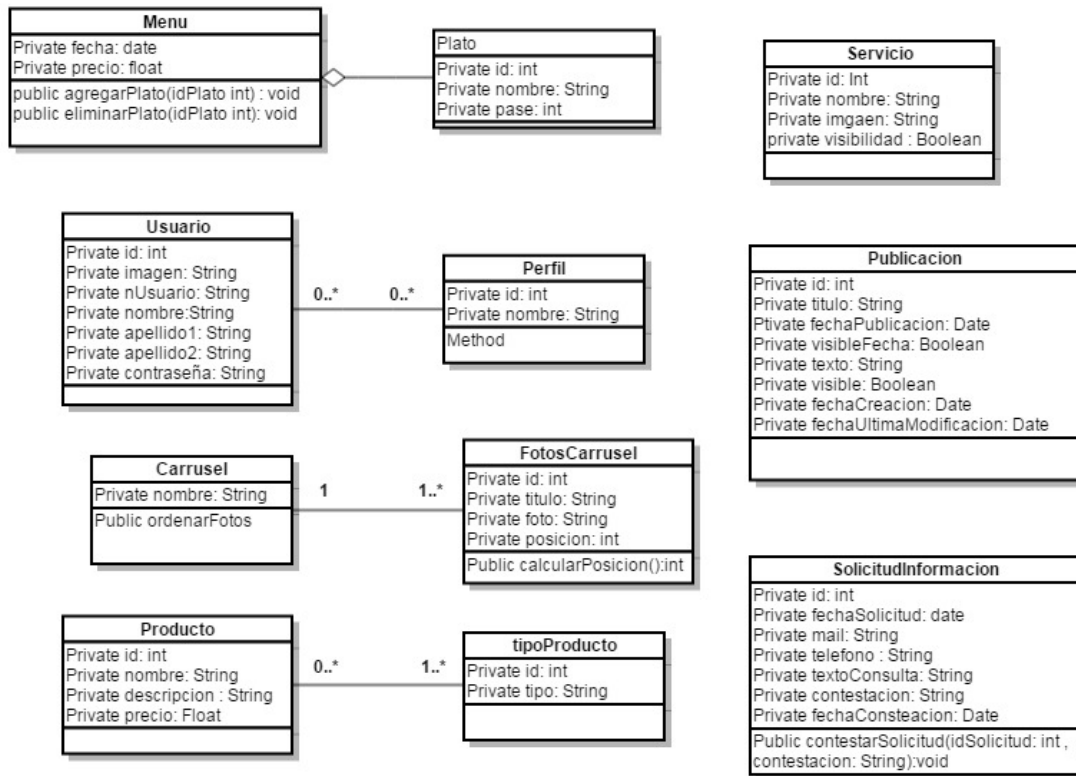 Menu
Private fecha: date
Private precio: float
public agregarPlato(idPlato int) : void
public eliminarPlato(idPlato int): void
Plato
Private id: int
Private nombre: String
Private pase: int
Servicio
Private id: Int
Private nombre: String
Private imgaen: String
private visibilidad : Boolean
Usuario
Private id: int
Private imagen: String
Private nUsuario: String
Private nombre:String
Private apellido1: String
Private apellido2: String
Private contraseña: String
0..*
0..*
Perfil
Private id: int
Private nombre: String
Method
Publicacion
Private id: int
Private titulo: String
Ptivate fechaPublicacion: Date
Private visibleFecha: Boolean
Private texto: String
Private visible: Boolean
Private fechaCreacion: Date
Private fechaUltimaModificacion: Date
Carrusel
Private nombre: String
Public ordenarFotos
1
1..*
FotosCarrusel
Private id: int
Private titulo: String
Private foto: String
Private posicion: int
Public calcularPosicion():int
Producto
Private id: int
Private nombre: String
Private descripcion : String
Private precio: Float
0..*
1..*
tipoProducto
Private id: int
Private tipo: String
SolicitudInformacion
Private id: int
Private fechaSolicitud: date
Private mail: String
Private telefono : String
Private textoConsulta: String
Private contestacion: String
Private fechaConsteacion: Date
Public contestarSolicitud(idSolicitud: int ,
contestacion: String):void